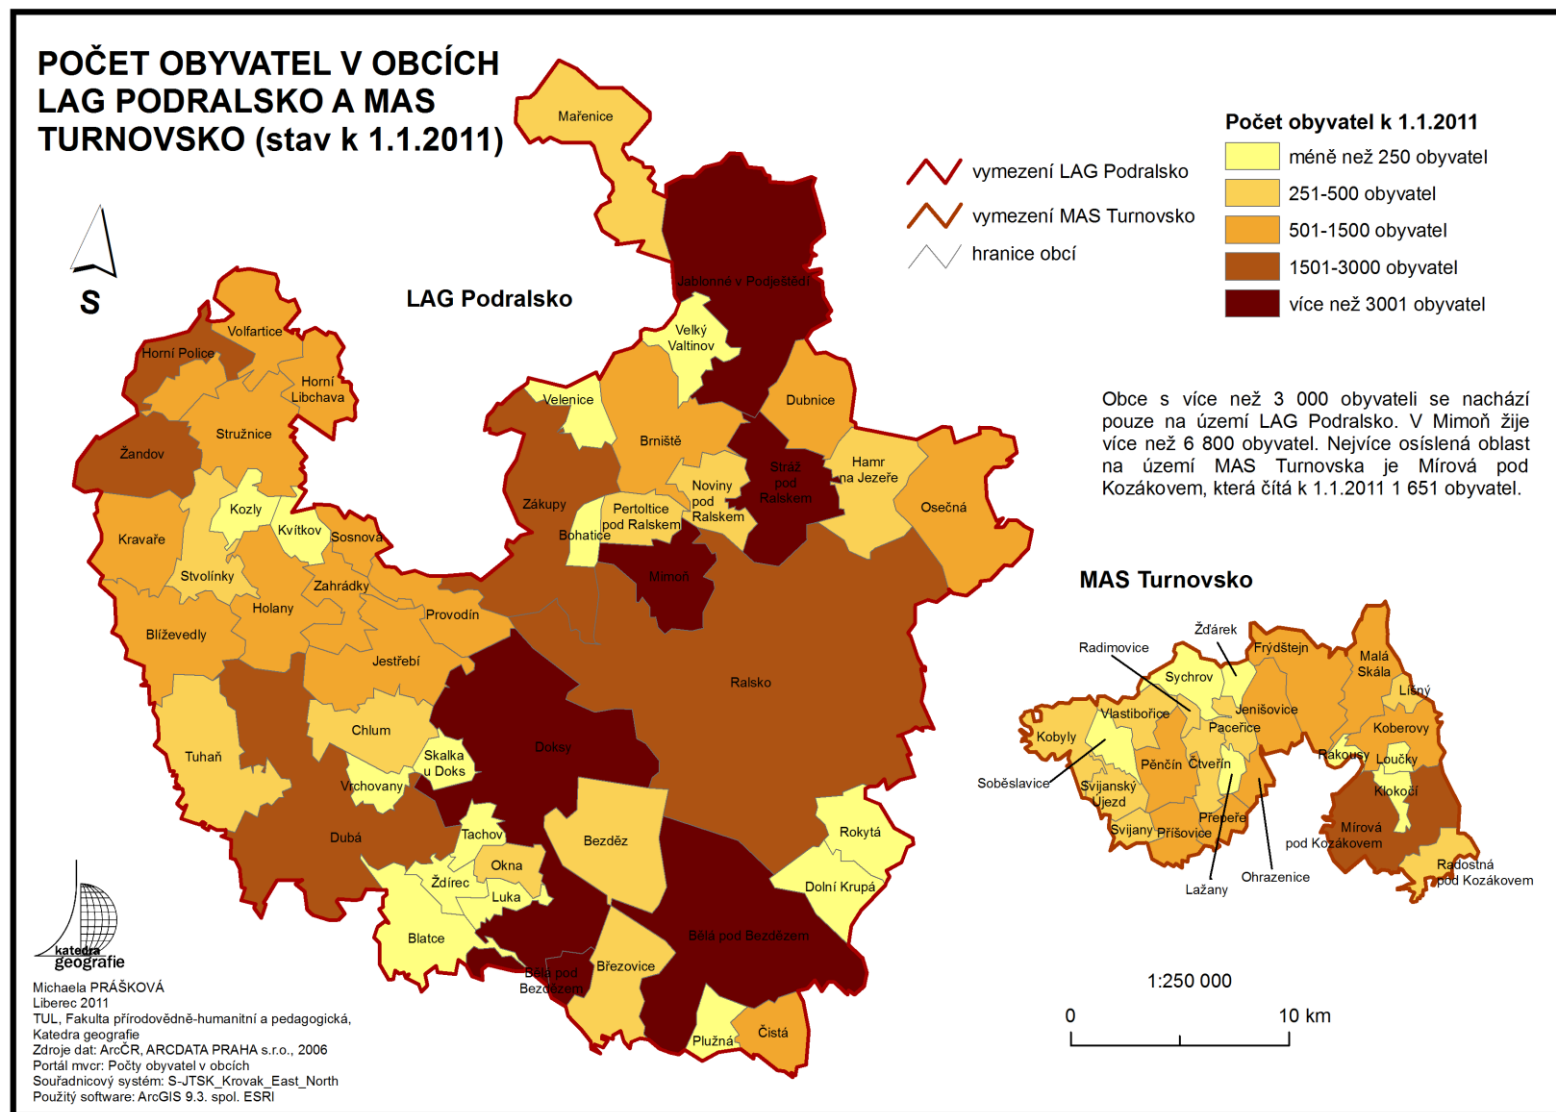 POČET OBYVATEL V OBCÍCH
LAG PODRALSKO A MAS
TURNOVSKO (stav k 1.1.2011)
S
LAG Podralsko
vymezení LAG Podralsko
vymezení MAS Turnovsko
hranice obcí
Počet obyvatel k 1.1.2011
méně než 250 obyvatel
251-500 obyvatel
501-1500 obyvatel
1501-3000 obyvatel
více než 3001 obyvatel
Obce s více než 3 000 obyvateli se nachází
pouze na území LAG Podralsko. V Mimoň žije
více než 6 800 obyvatel. Nejvíce osíslená oblast
na území MAS Turnovska je Mírová pod
Kozákovem, která čítá k 1.1.2011 1 651 obyvatel.
Mařenice
Jablonné v Podještědí
Velký
Valtinov
Volfartice
Horní Police
Horní
Libchava
Stružnice
Žandov
Velenice
Dubnice
Brniště
Stráž
pod
Ralskem
Hamr
na Jezeře
Noviny
pod
Ralskem
Osečná
Zákupy
Pertoltice
pod Ralskem
Bohatice
Kozly
Kvítkov
Sosnová
Kravaře
Stvolínky
Zahrádky
Mimoň
Holany
Provodín
Blíževedly
Jestřebí
Ralsko
Chlum
Doksy
Tuhaň
Skalka
u Doks
Vrchovany
Dubá
Tachov
Bezděz
Rokytá
Okna
Ždírec
Luka
Dolní Krupá
Blatce
Bělá pod Bezdězem
Březovice
Bělá pod
Bezdězem
Plužná
Čistá
MAS Turnovsko
Žďárek
Radimovice
Frýdštejn
Malá
Skála
Sychrov
Líšný
Vlastibořice
Jenišovice
Paceřice
Koberovy
Kobyly
Rakousy
Loučky
Pěnčín
Čtveřín
Soběslavice
Svijanský
Újezd
Klokočí
Přepeře
Svijany
Příšovice
Mírová
pod Kozákovem
Radostná
pod Kozákovem
Ohrazenice
Lažany
katedra
geografie
Michaela PRÁŠKOVÁ
Liberec 2011
TUL, Fakulta přírodovědně-humanitní a pedagogická,
Katedra geografie
Zdroje dat: ArcČR, ARCDATA PRAHA s.r.o., 2006
Portál mvcr: Počty obyvatel v obcích
Souřadnicový systém: S-JTSK_Krovak_East_North
Použitý software: ArcGIS 9.3. spol. ESRI
1:250 000
0 10 km